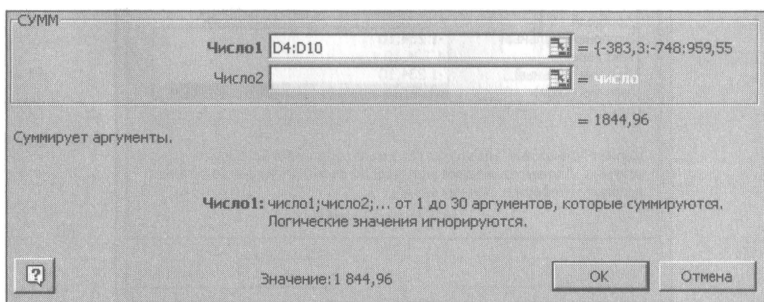 СУММ
Число1 D4:D10 = {-383,3:-748:959,55
Число2 = число
= 1844,96
Суммирует аргументы.
Число1: число1;число2;... от 1 до 30 аргументов, которые суммируются.
Логические значения игнорируются.
Значение:1 844,96
OK
Отмена